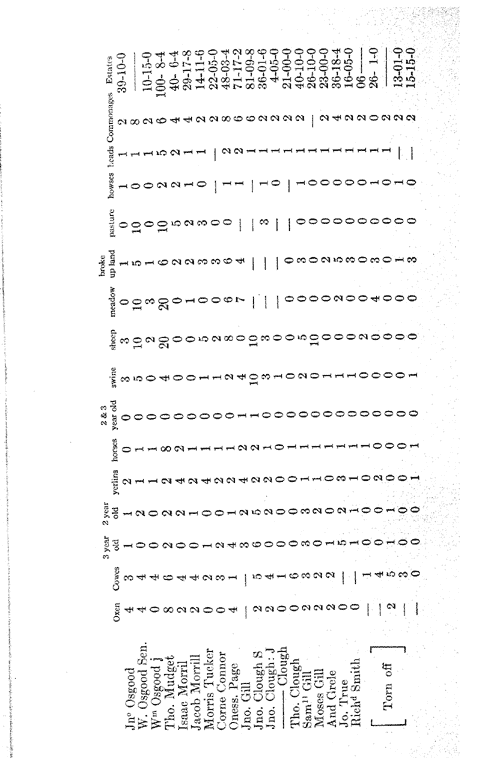 Oxen Cowes 3 year old 2 year old yerlins horses 2 & 3 year old swine sheep meadow broke up land pasture howses heads Commonages Estates
Jnº Osgood 4 3 1 1 2 0 0 3 3 0 1 0 1 1 2 39-10-0
W. Osgood Sen. 4 4 0 2 1 1 0 5 10 10 5 10 0 1 8 ———
Wᵐ Osgood j 0 4 0 0 1 1 0 0 2 3 1 0 0 1 2 10-15-0
Tho. Mudget 8 6 2 2 2 8 0 4 20 20 6 10 2 5 6 100- 8-4
Isaac Morril 2 4 0 2 4 2 0 0 0 0 2 5 2 2 4 40- 6-4
Jacob Morrill 2 4 0 1 2 1 0 0 0 1 2 2 1 1 4 29-17-8
Morris Tucker 0 2 1 0 4 1 0 1 5 0 3 3 0 1 2 14-11-6
Corne Connor 0 3 2 0 2 1 0 1 2 0 3 0 — — 2 22-05-0
Oness. Page 4 1 4 1 2 1 0 2 8 6 6 0 1 2 8 48-03-4
Jno. Gill — — 3 2 4 2 1 4 0 7 4 — 1 2 6 71-17-2
Jno. Clough S 2 5 6 5 2 2 1 10 10 — — — — 1 6 81-09-8
Jno. Clough: J 2 4 0 2 2 1 0 3 3 — — 3 1 1 2 36-01-6
—— Clough 0 1 0 0 0 0 0 1 0 — — — 0 1 2 4-05-0
Tho. Clough 0 6 0 0 0 1 0 0 0 0 0 — — 1 2 21-00-0
Samˡˡ Gill 2 3 0 3 1 1 0 2 5 0 3 0 1 1 2 40-10-0
Moses Gill 2 2 0 2 1 1 0 0 10 0 0 0 0 1 — 26-10-0
And Grele 2 2 1 0 0 1 0 1 0 0 2 0 0 1 2 23-00-0
Jo. True 0 — 5 2 3 1 0 1 0 2 5 0 0 1 4 36-18-4
Richᵈ Smith 0 — 1 1 1 1 0 1 0 0 3 0 0 1 2 16-05-0
[ Torn off ]
— 1 0 0 0 1 0 0 2 0 0 0 0 1 2 06——
— 4 0 0 2 0 0 0 0 4 3 0 1 1 2 26- 1-0
2 5 0 1 0 0 0 0 0 0 0 0 0 1 0 ———
— 3 0 0 0 0 0 0 0 0 1 0 1 — 2 13-01-0
— 0 0 1 1 0 0 1 0 0 3 0 0 — 2 15-15-0